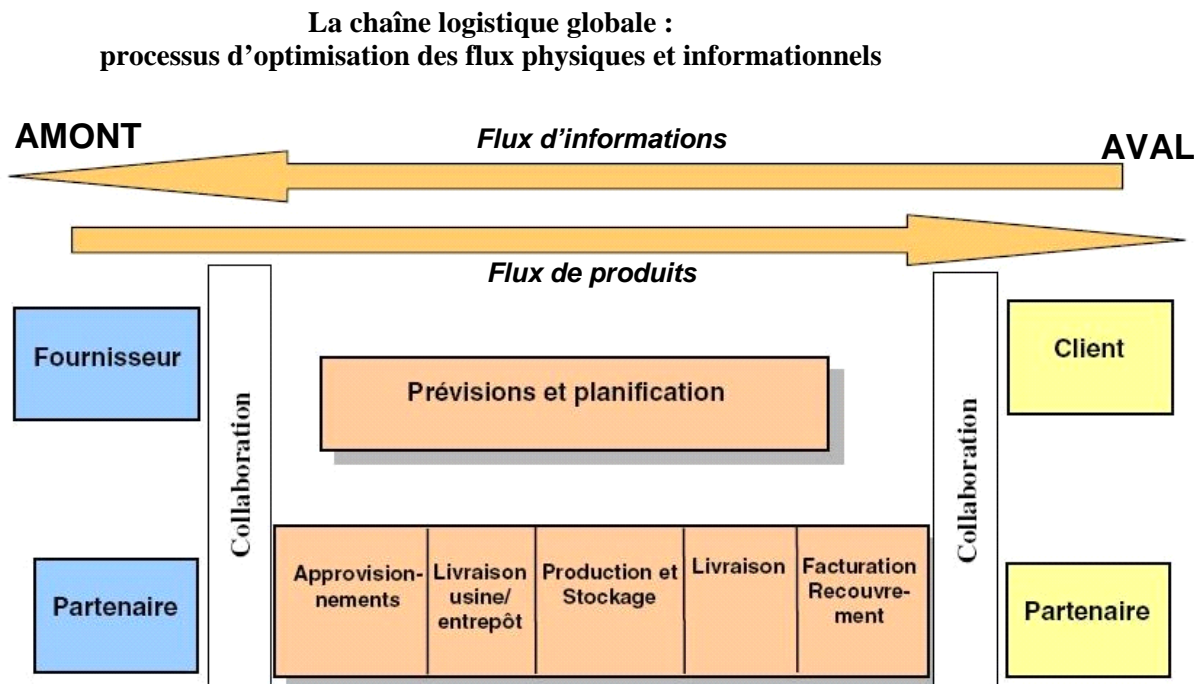 La chaîne logistique globale :
processus d’optimisation des flux physiques et informationnels
AMONT
Flux d’informations
AVAL
Flux de produits
Fournisseur
Collaboration
Prévisions et planification
Collaboration
Client
Partenaire
Approvision-
nements
Livraison
usine/
entrepôt
Production et
Stockage
Livraison
Facturation
Recouvre-
ment
Partenaire